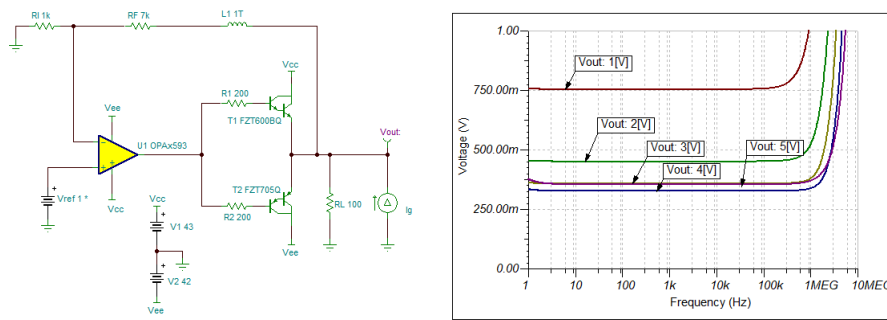 RI 1k
RF 7k
L1 1T
Vcc
R1 200
T1 FZT600BQ
Vee
U1 OPAx593
Vout:
Vcc
T2 FZT705Q
R2 200
Vref 1 *
RL 100
Ig
Vcc
V1 43
Vee
V2 42
Vee
1.00
Vout: 1[V]
750.00m
Voltage (V)
Vout: 2[V]
500.00m
Vout: 3[V]
Vout: 5[V]
Vout: 4[V]
250.00m
0.00
1 10 100 1k 10k 100k 1MEG 10MEG
Frequency (Hz)